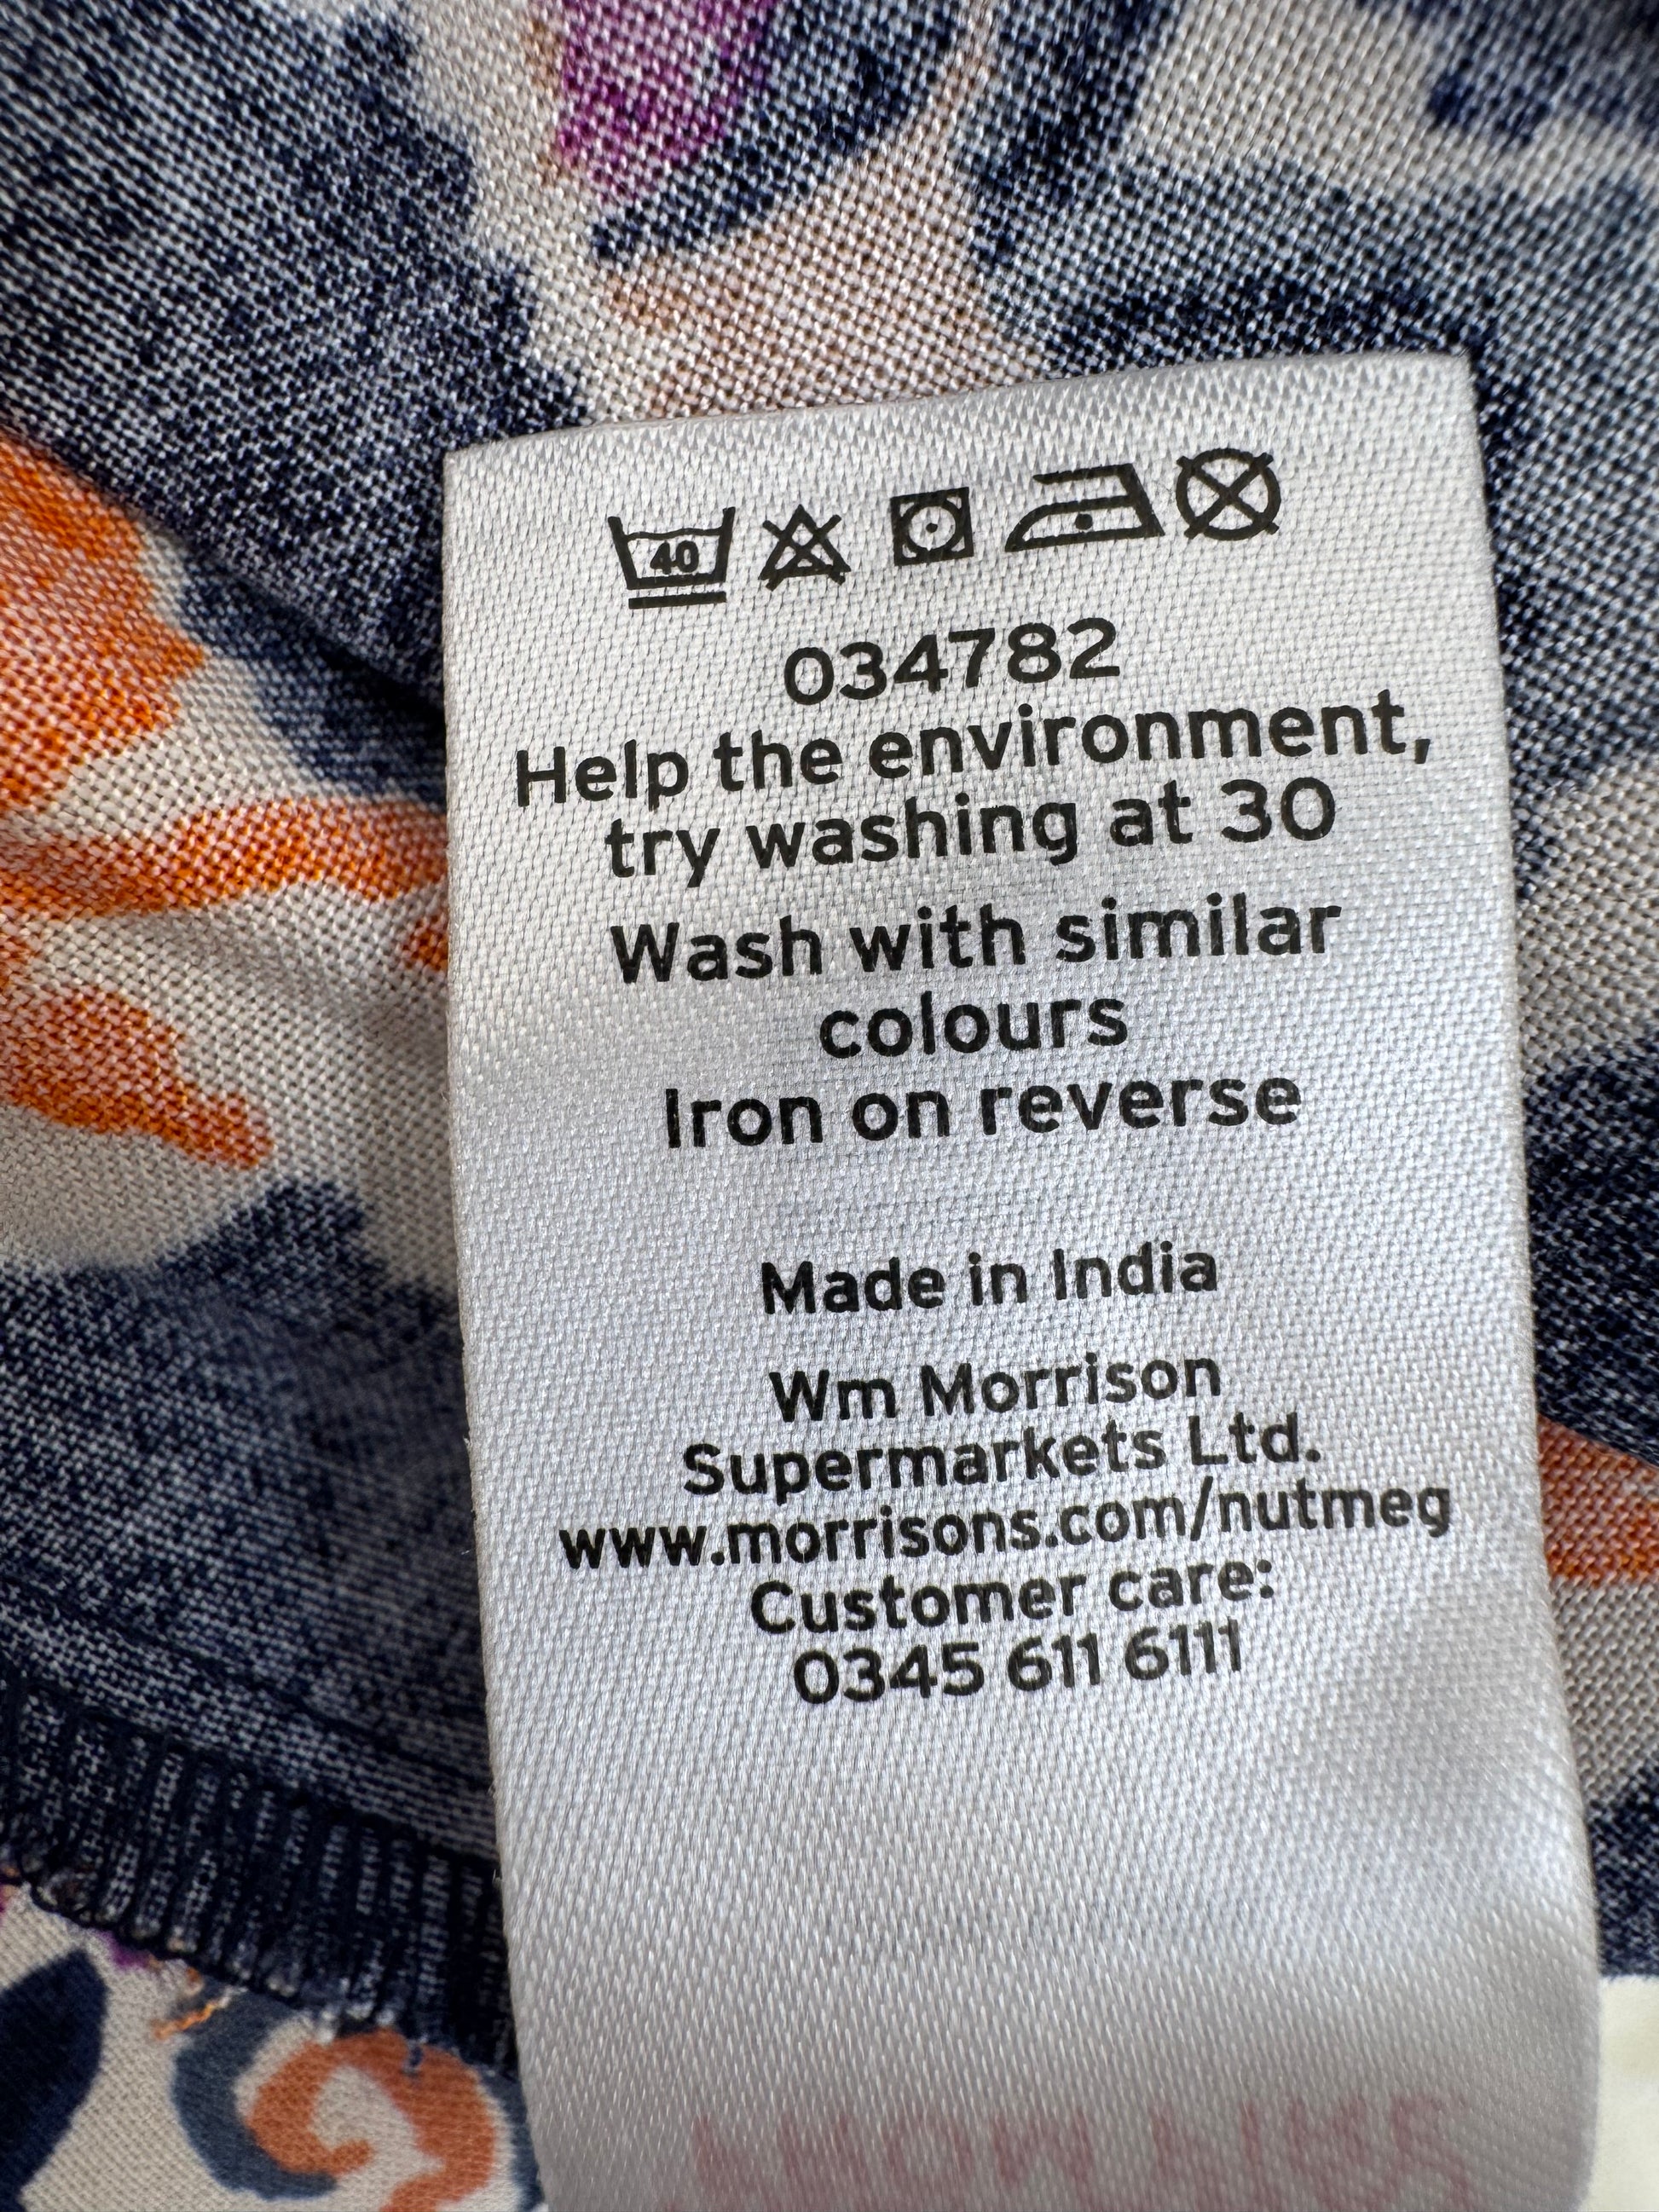 40
034782
Help the environment,
try washing at 30
Wash with similar
colours
Iron on reverse
Made in India
Wm Morrison
Supermarkets Ltd.
www.morrisons.com/nutmeg
Customer care:
0345 611 6111